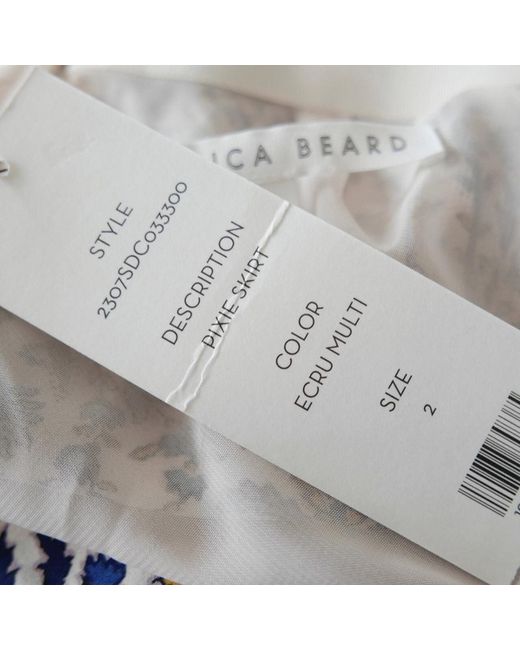 ICA BEARD
STYLE
2307SDC033300
DESCRIPTION
PIXIE SKIRT
COLOR
ECRU MULTI
SIZE
2